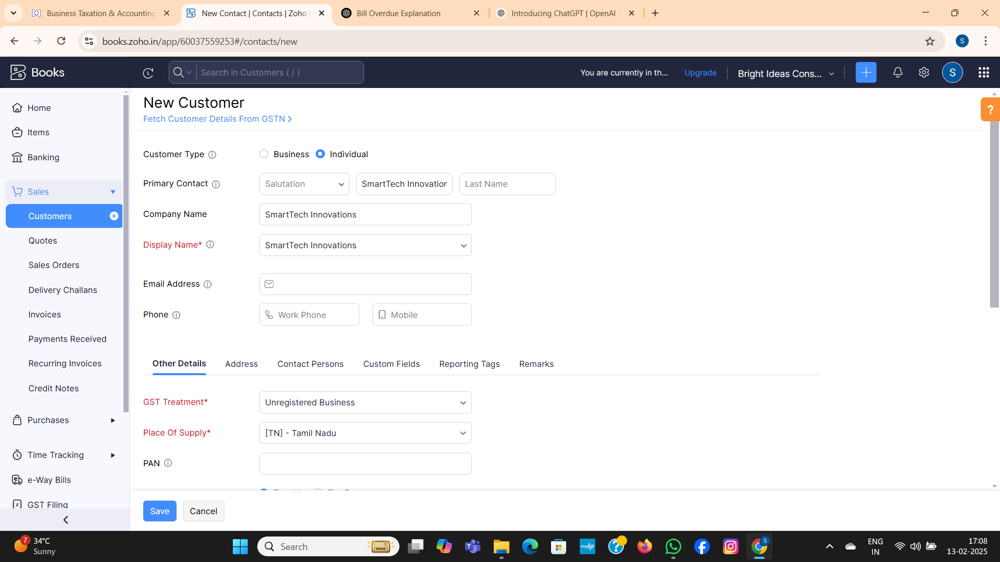 Business Taxation & Accounting
New Contact | Contacts | Zoho
Bill Overdue Explanation
Introducing ChatGPT | OpenAI
books.zoho.in/app/60037559253#/contacts/new
S
Books
Search in Customers ( / )
You are currently in th...
Upgrade
Bright Ideas Cons...
S
Home
Items
Banking
Sales
Customers
Quotes
Sales Orders
Delivery Challans
Invoices
Payments Received
Recurring Invoices
Credit Notes
Purchases
Time Tracking
e-Way Bills
GST Filing
New Customer
Fetch Customer Details From GSTN
?
Customer Type
Business
Individual
Primary Contact
Salutation
SmartTech Innovation
Last Name
Company Name
SmartTech Innovations
Display Name*
SmartTech Innovations
Email Address
Phone
Work Phone
Mobile
Other Details
Address
Contact Persons
Custom Fields
Reporting Tags
Remarks
GST Treatment*
Unregistered Business
Place Of Supply*
[TN] - Tamil Nadu
PAN
Save
Cancel
7
34°C
Sunny
Search
myhp
S
ENG
IN
17:08
13-02-2025